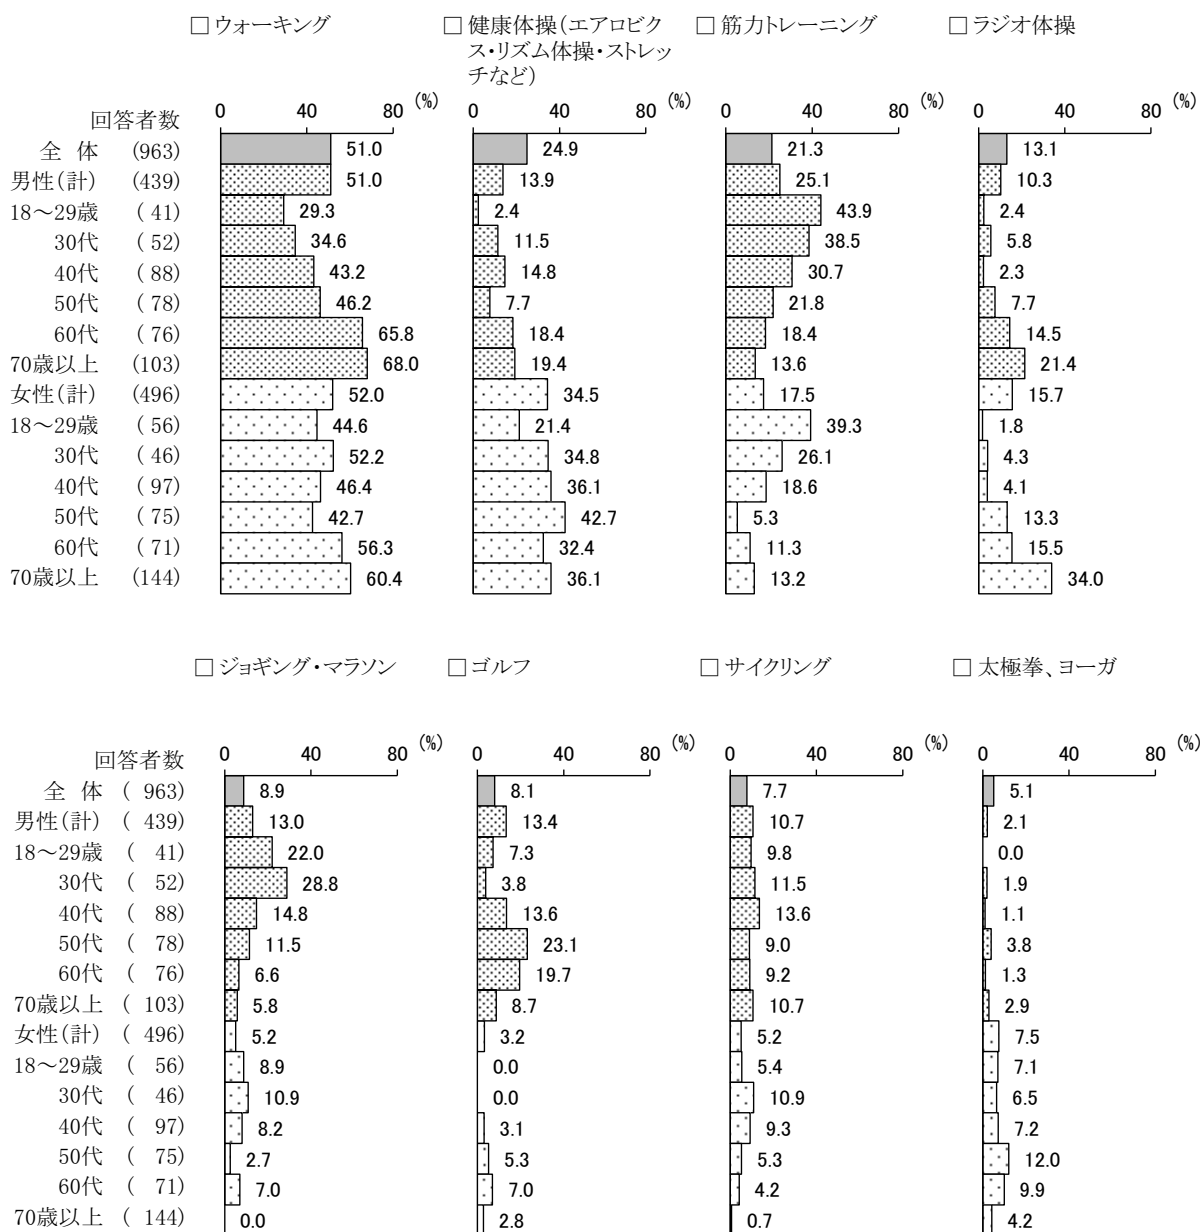 □ ウォーキング □ 健康体操(エアロビク □ 筋力トレーニング □ ラジオ体操
ス・リズム体操・ストレッ
チなど)
0 40 80 (%) 0 40 80 (%) 0 40 80 (%) 0 40 80 (%)
回答者数
全 体 (963) 51.0 24.9 21.3 13.1
男性(計) (439) 51.0 13.9 25.1 10.3
18～29歳 ( 41) 29.3 2.4 43.9 2.4
30代 ( 52) 34.6 11.5 38.5 5.8
40代 ( 88) 43.2 14.8 30.7 2.3
50代 ( 78) 46.2 7.7 21.8 7.7
60代 ( 76) 65.8 18.4 18.4 14.5
70歳以上 (103) 68.0 19.4 13.6 21.4
女性(計) (496) 52.0 34.5 17.5 15.7
18～29歳 ( 56) 44.6 21.4 39.3 1.8
30代 ( 46) 52.2 34.8 26.1 4.3
40代 ( 97) 46.4 36.1 18.6 4.1
50代 ( 75) 42.7 42.7 5.3 13.3
60代 ( 71) 56.3 32.4 11.3 15.5
70歳以上 (144) 60.4 36.1 13.2 34.0
□ ジョギング・マラソン □ ゴルフ □ サイクリング □ 太極拳、ヨーガ
0 40 80 (%) 0 40 80 (%) 0 40 80 (%) 0 40 80 (%)
回答者数
全 体 ( 963) 8.9 8.1 7.7 5.1
男性(計) ( 439) 13.0 13.4 10.7 2.1
18～29歳 ( 41) 22.0 7.3 9.8 0.0
30代 ( 52) 28.8 3.8 11.5 1.9
40代 ( 88) 14.8 13.6 13.6 1.1
50代 ( 78) 11.5 23.1 9.0 3.8
60代 ( 76) 6.6 19.7 9.2 1.3
70歳以上 ( 103) 5.8 8.7 10.7 2.9
女性(計) ( 496) 5.2 3.2 5.2 7.5
18～29歳 ( 56) 8.9 0.0 5.4 7.1
30代 ( 46) 10.9 0.0 10.9 6.5
40代 ( 97) 8.2 3.1 9.3 7.2
50代 ( 75) 2.7 5.3 5.3 12.0
60代 ( 71) 7.0 7.0 4.2 9.9
70歳以上 ( 144) 0.0 2.8 0.7 4.2